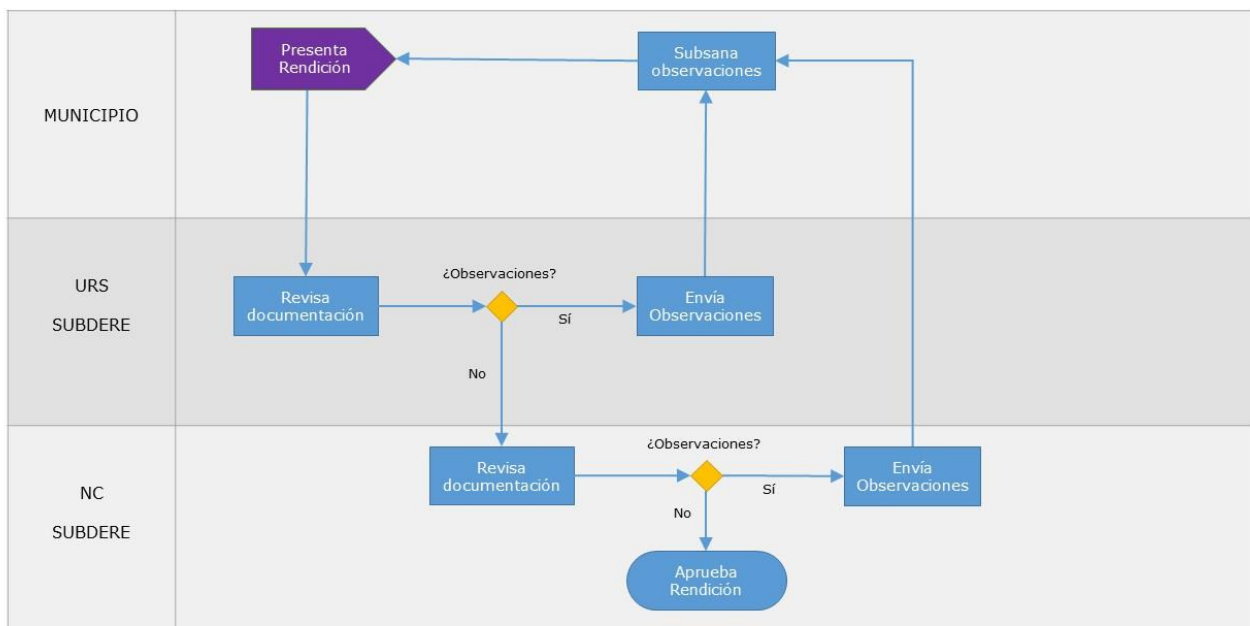 MUNICIPIO
Presenta
Rendición
Subsana
observaciones
URS
SUBDERE
Revisa
documentación
¿Observaciones?
Sí
No
Envía
Observaciones
NC
SUBDERE
Revisa
documentación
¿Observaciones?
Sí
No
Envía
Observaciones
Aprueba
Rendición